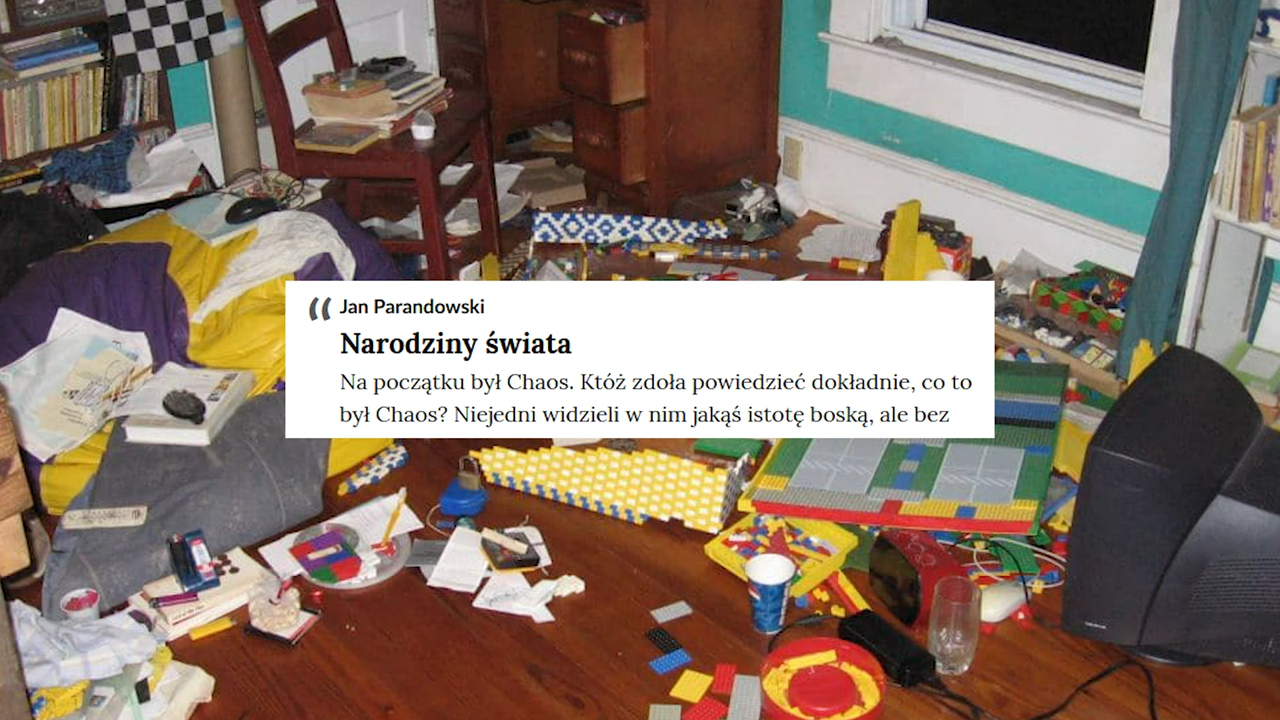 “ Jan Parandowski
Narodziny świata
Na początku był Chaos. Któż zdoła powiedzieć dokładnie, co to
był Chaos? Niejedni widzieli w nim jakąś istotę boską, ale bez